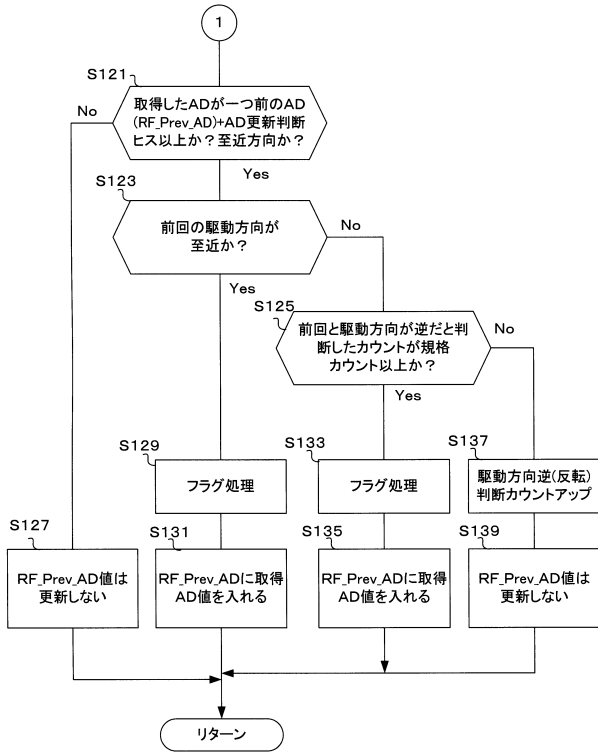 1
S121
取得したADが一つ前のAD
(RF_Prev_AD)+AD更新判断
ヒス以上か？至近方向か？
No
Yes
S123
前回の駆動方向が
至近か？
No
Yes
S125
前回と駆動方向が逆だと判
断したカウントが規格
カウント以上か？
No
Yes
S129
フラグ処理
S133
フラグ処理
S137
駆動方向逆(反転)
判断カウントアップ
S127
RF_Prev_AD値は
更新しない
S131
RF_Prev_ADに取得
AD値を入れる
S135
RF_Prev_ADに取得
AD値を入れる
S139
RF_Prev_AD値は
更新しない
リターン